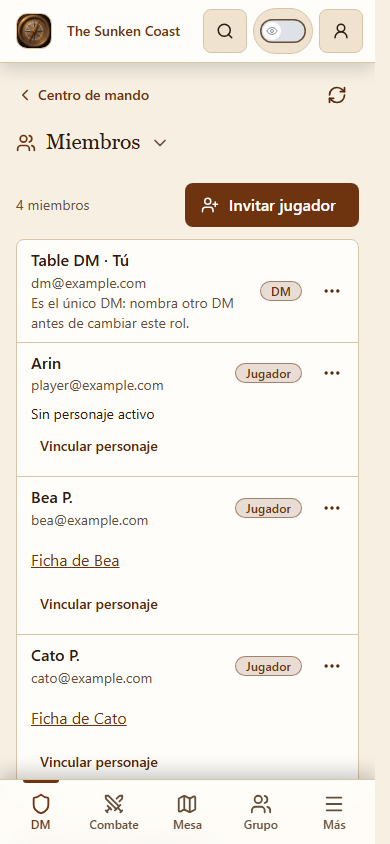 The Sunken Coast
Centro de mando
Miembros
4 miembros
Invitar jugador
Table DM · Tú
dm@example.com
Es el único DM: nombra otro DM
antes de cambiar este rol.
DM
Arin
player@example.com
Jugador
Sin personaje activo
Vincular personaje
Bea P.
bea@example.com
Jugador
Ficha de Bea
Vincular personaje
Cato P.
cato@example.com
Jugador
Ficha de Cato
Vincular personaje
DM
Combate
Mesa
Grupo
Más